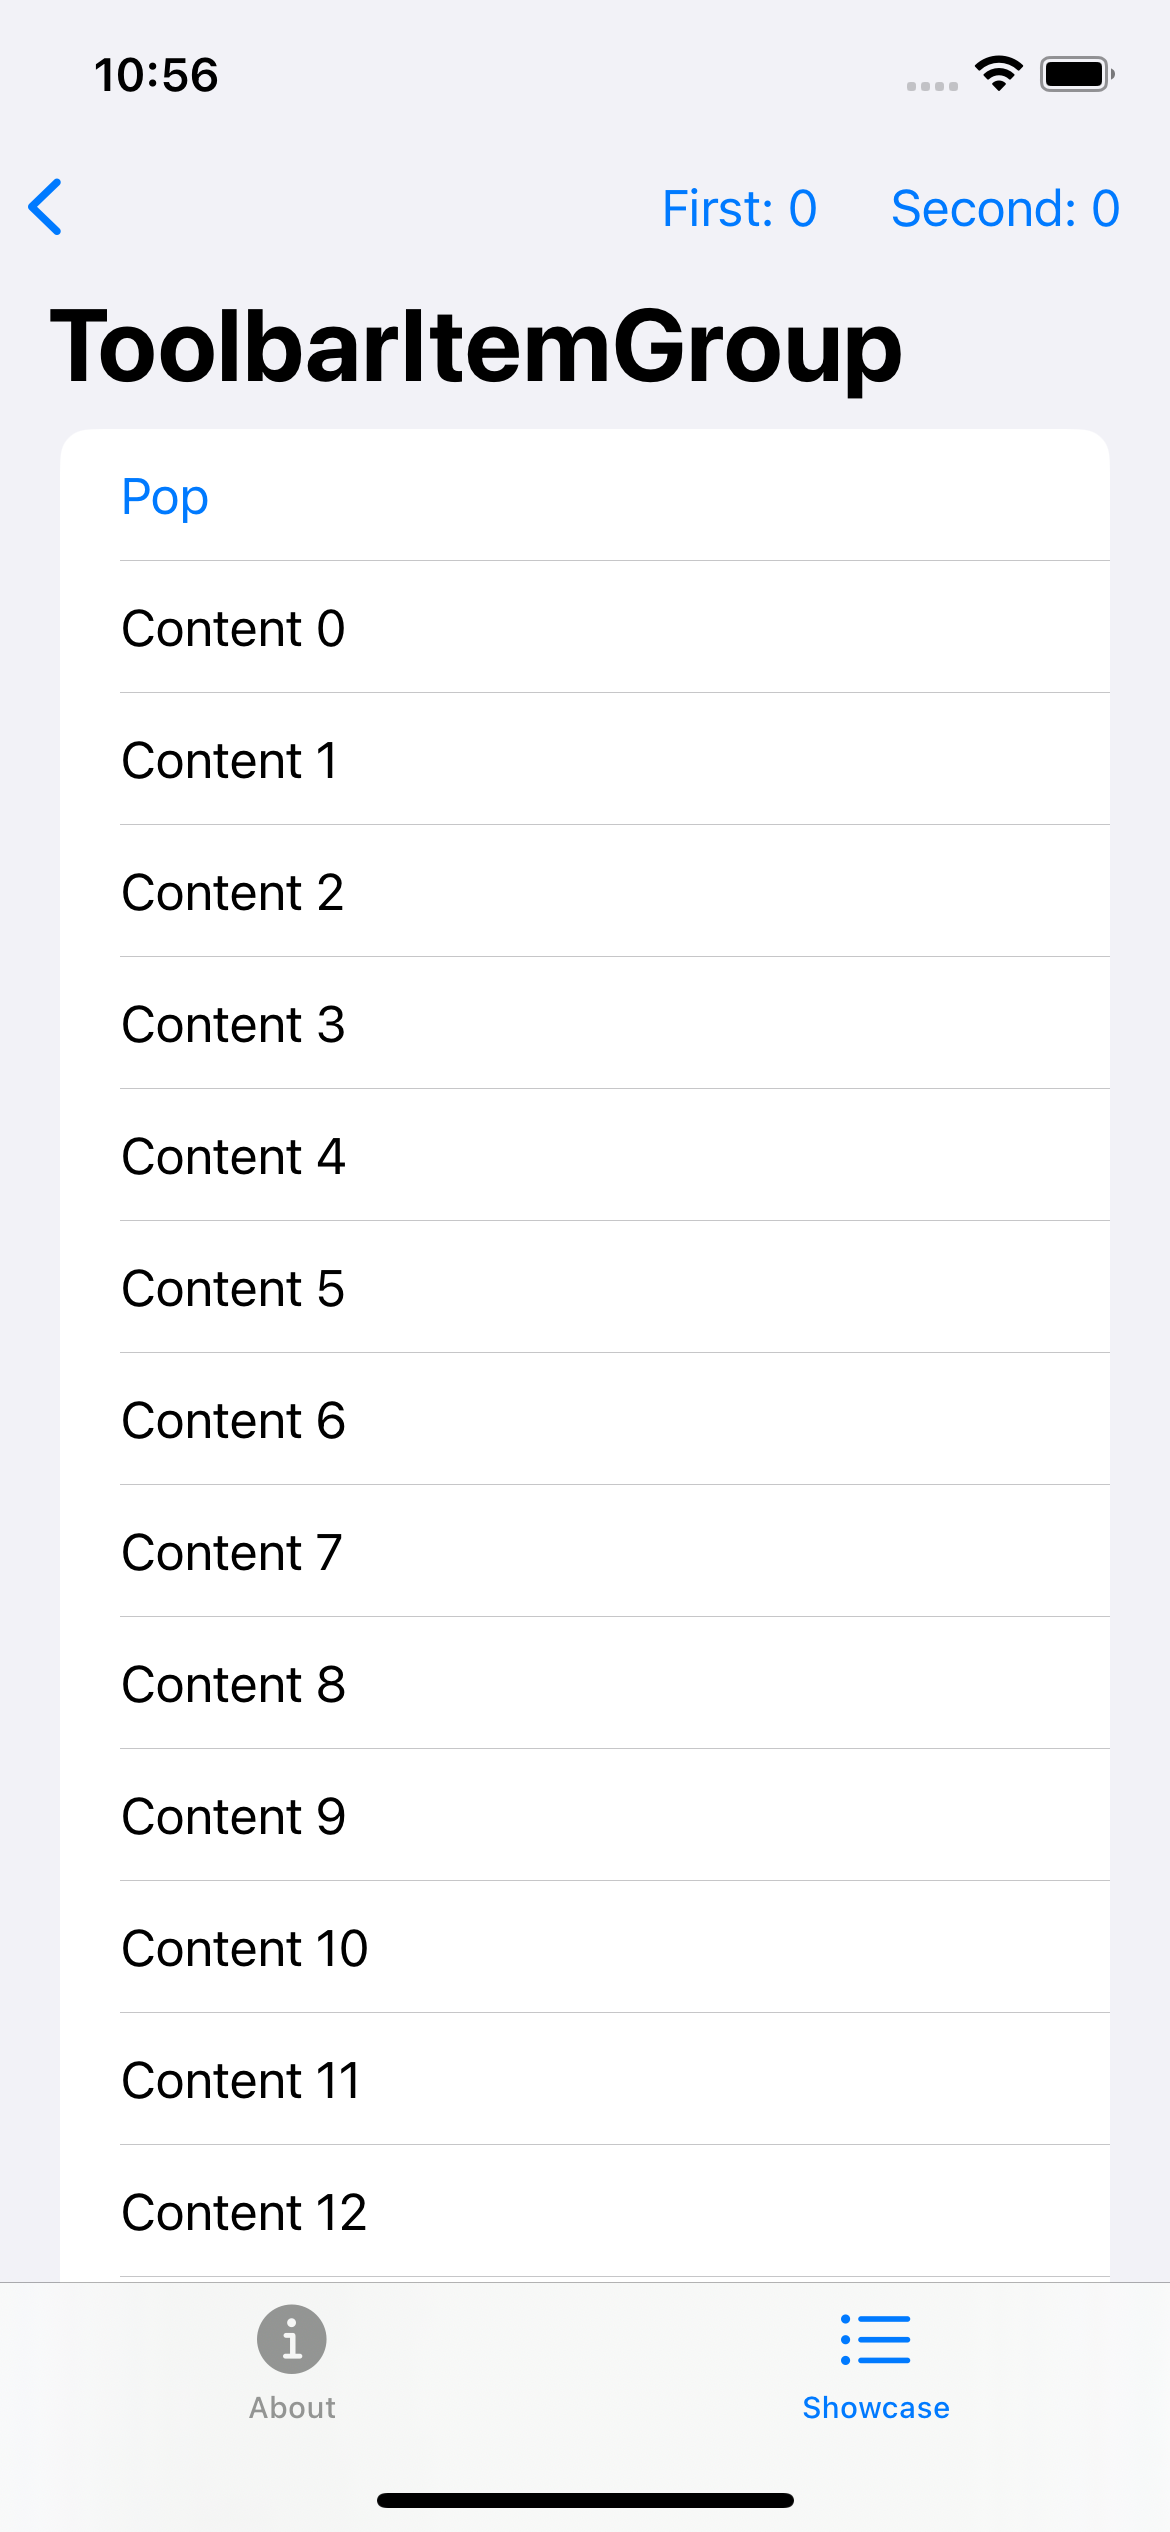 10:56
First: 0 Second: 0
ToolbarItemGroup
Pop
Content 0
Content 1
Content 2
Content 3
Content 4
Content 5
Content 6
Content 7
Content 8
Content 9
Content 10
Content 11
Content 12
About Showcase